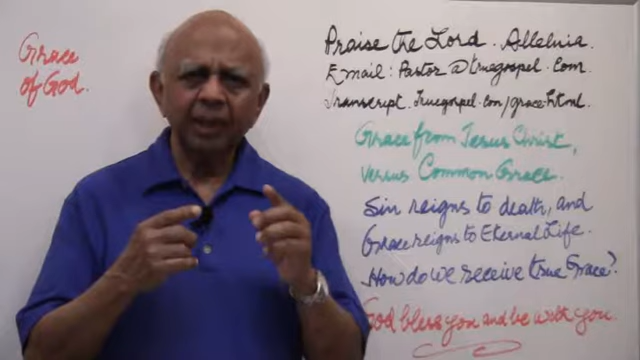 Grace
of God.
Praise the Lord. Alleluia.
Email: Pastor@truegospel.com.
Transcript. Truegospel.com/grace.html.
Grace from Jesus Christ,
versus Common Grace.
Sin reigns to death, and
Grace reigns to Eternal Life.
How do we receive true Grace?
God bless you and be with you.